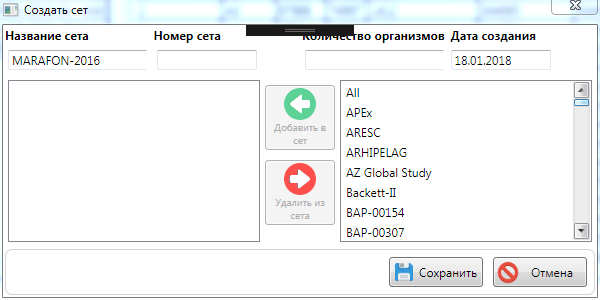 Создать сет
Название сета
Номер сета
Количество организмов
Дата создания
MARAFON-2016
18.01.2018
Добавить в
сет
Удалить из
сета
All
APEx
ARESC
ARHIPELAG
AZ Global Study
Backett-II
BAP-00154
BAP-00307
Сохранить
Отмена